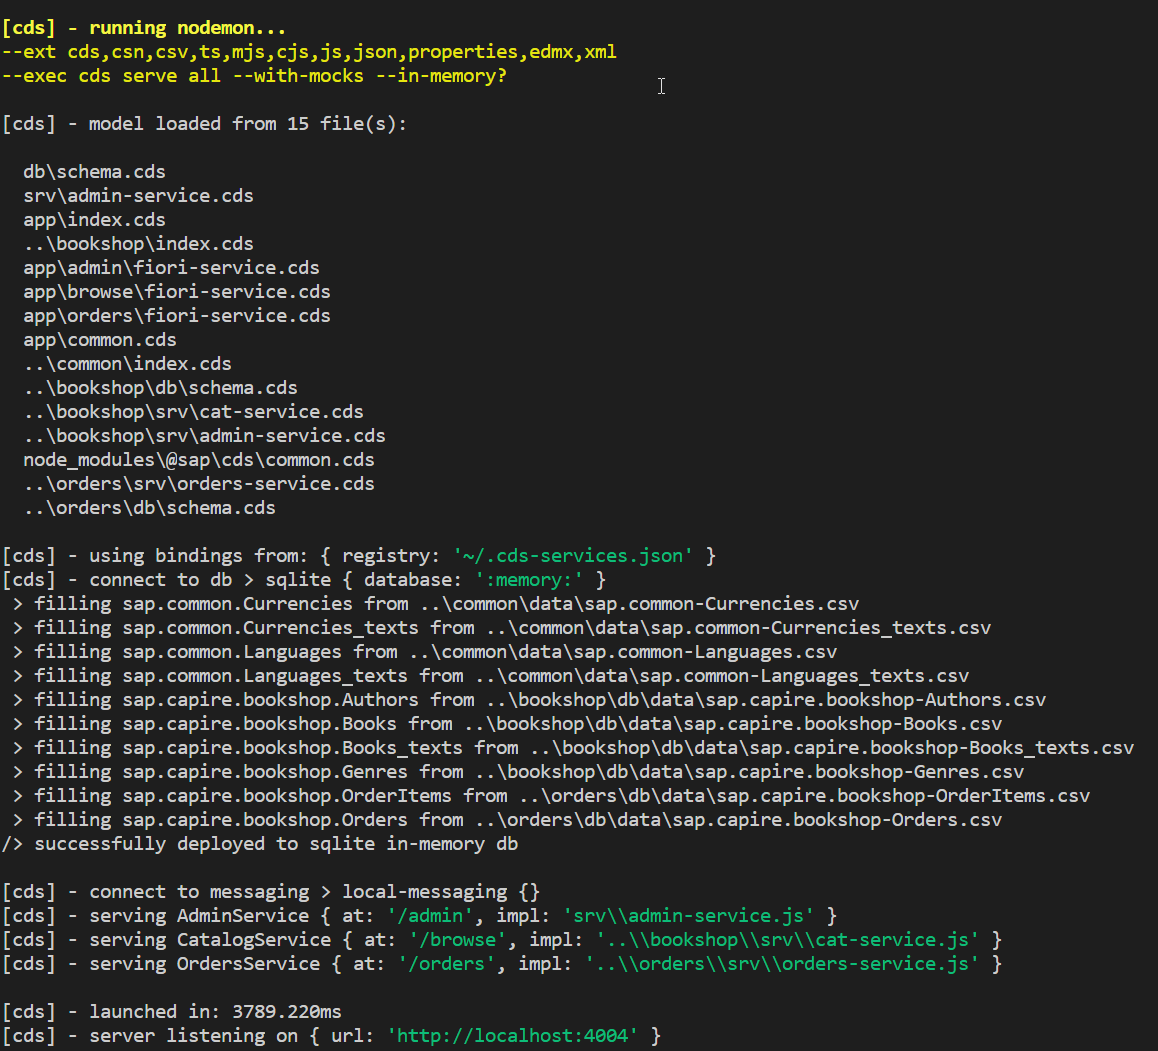 [cds] - running nodemon...
--ext cds,csn,csv,ts,mjs,cjs,js,json,properties,edmx,xml
--exec cds serve all --with-mocks --in-memory?
[cds] - model loaded from 15 file(s):
db\schema.cds
srv\admin-service.cds
app\index.cds
..\bookshop\index.cds
app\admin\fiori-service.cds
app\browse\fiori-service.cds
app\orders\fiori-service.cds
app\common.cds
..\common\index.cds
..\bookshop\db\schema.cds
..\bookshop\srv\cat-service.cds
..\bookshop\srv\admin-service.cds
node_modules\@sap\cds\common.cds
..\orders\srv\orders-service.cds
..\orders\db\schema.cds
[cds] - using bindings from: { registry: '~/.cds-services.json' }
[cds] - connect to db > sqlite { database: ':memory:' }
> filling sap.common.Currencies from ..\common\data\sap.common-Currencies.csv
> filling sap.common.Currencies_texts from ..\common\data\sap.common-Currencies_texts.csv
> filling sap.common.Languages from ..\common\data\sap.common-Languages.csv
> filling sap.common.Languages_texts from ..\common\data\sap.common-Languages_texts.csv
> filling sap.capire.bookshop.Authors from ..\bookshop\db\data\sap.capire.bookshop-Authors.csv
> filling sap.capire.bookshop.Books from ..\bookshop\db\data\sap.capire.bookshop-Books.csv
> filling sap.capire.bookshop.Books_texts from ..\bookshop\db\data\sap.capire.bookshop-Books_texts.csv
> filling sap.capire.bookshop.Genres from ..\bookshop\db\data\sap.capire.bookshop-Genres.csv
> filling sap.capire.bookshop.OrderItems from ..\orders\db\data\sap.capire.bookshop-OrderItems.csv
> filling sap.capire.bookshop.Orders from ..\orders\db\data\sap.capire.bookshop-Orders.csv
/> successfully deployed to sqlite in-memory db
[cds] - connect to messaging > local-messaging {}
[cds] - serving AdminService { at: '/admin', impl: 'srv\\admin-service.js' }
[cds] - serving CatalogService { at: '/browse', impl: '..\\bookshop\\srv\\cat-service.js' }
[cds] - serving OrdersService { at: '/orders', impl: '..\\orders\\srv\\orders-service.js' }
[cds] - launched in: 3789.220ms
[cds] - server listening on { url: 'http://localhost:4004' }